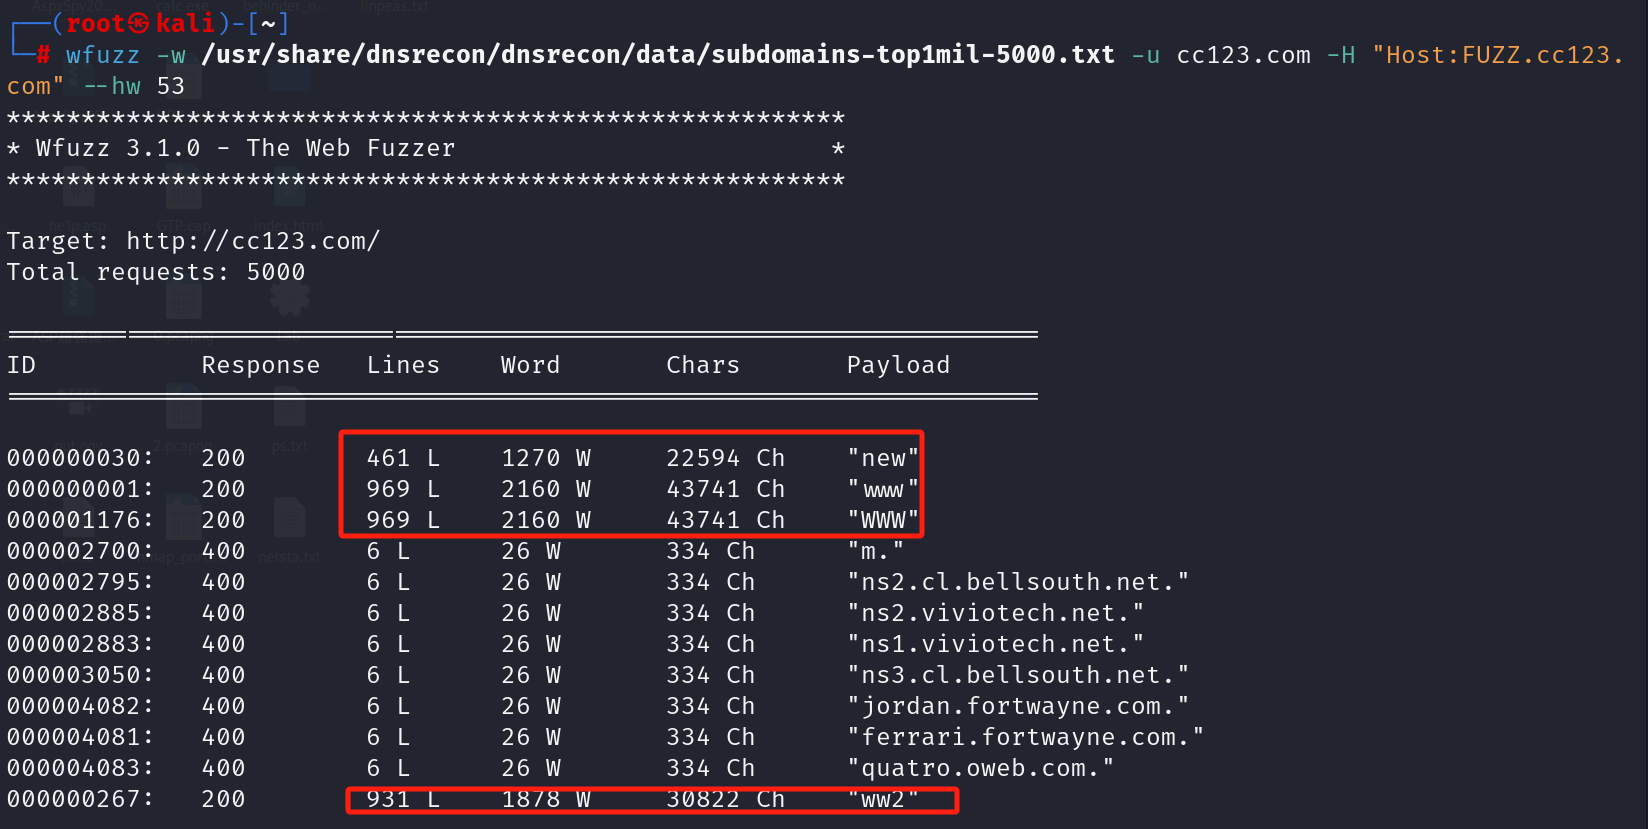 ┌──(root㉿kali)-[~]
└─# wfuzz -w /usr/share/dnsrecon/dnsrecon/data/subdomains-top1mil-5000.txt -u cc123.com -H "Host:FUZZ.cc123.
com" --hw 53
********************************************************
* Wfuzz 3.1.0 - The Web Fuzzer                         *
********************************************************
Target: http://cc123.com/
Total requests: 5000
=====================================================================
ID           Response   Lines    Word       Chars       Payload
=====================================================================
000000030:   200        461 L    1270 W     22594 Ch    "new"
000000001:   200        969 L    2160 W     43741 Ch    "www"
000001176:   200        969 L    2160 W     43741 Ch    "WWW"
000002700:   400        6 L      26 W       334 Ch      "m."
000002795:   400        6 L      26 W       334 Ch      "ns2.cl.bellsouth.net."
000002885:   400        6 L      26 W       334 Ch      "ns2.viviotech.net."
000002883:   400        6 L      26 W       334 Ch      "ns1.viviotech.net."
000003050:   400        6 L      26 W       334 Ch      "ns3.cl.bellsouth.net."
000004082:   400        6 L      26 W       334 Ch      "jordan.fortwayne.com."
000004081:   400        6 L      26 W       334 Ch      "ferrari.fortwayne.com."
000004083:   400        6 L      26 W       334 Ch      "quatro.oweb.com."
000000267:   200        931 L    1878 W     30822 Ch    "ww2"